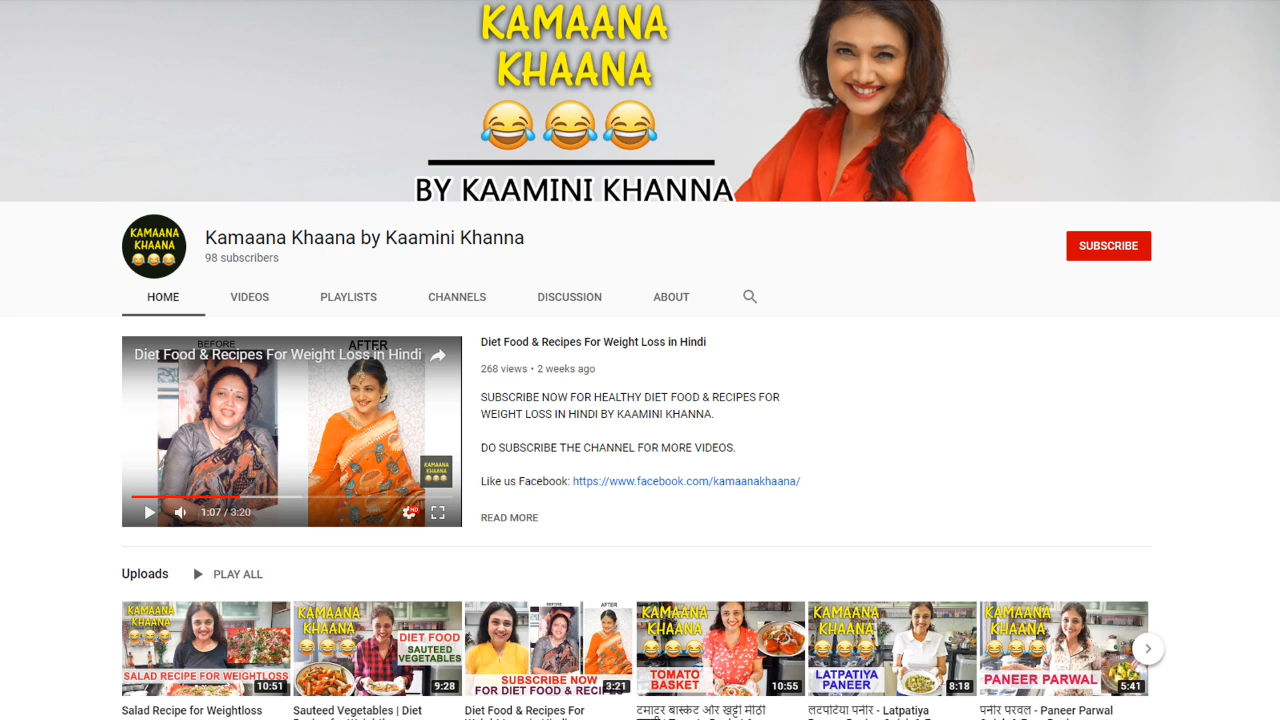 KAMAANA
KHAANA
BY KAAMINI KHANNA
KAMAANA
KHAANA
Kamaana Khaana by Kaamini Khanna
98 subscribers
SUBSCRIBE
HOME VIDEOS PLAYLISTS CHANNELS DISCUSSION ABOUT
BEFORE AFTER
Diet Food & Recipes For Weight Loss in Hindi
KAMAANA
KHAANA
1:07 / 3:20
HD
Diet Food & Recipes For Weight Loss in Hindi
268 views • 2 weeks ago
SUBSCRIBE NOW FOR HEALTHY DIET FOOD & RECIPES FOR
WEIGHT LOSS IN HINDI BY KAAMINI KHANNA.
DO SUBSCRIBE THE CHANNEL FOR MORE VIDEOS.
Like us Facebook: https://www.facebook.com/kamaanakhaana/
READ MORE
Uploads PLAY ALL
KAMAANA
KHAANA
SALAD RECIPE FOR WEIGHTLOSS
10:51
Salad Recipe for Weightloss
KAMAANA
KHAANA
DIET FOOD
SAUTEED
VEGETABLES
9:28
Sauteed Vegetables | Diet
BEFORE AFTER
SUBSCRIBE NOW
FOR DIET FOOD & RECI
3:21
Diet Food & Recipes For
KAMAANA
KHAANA
TOMATO
BASKET
10:55
टमाटर बास्केट और खट्टी मीठी
KAMAANA
KHAANA
LATPATIYA
PANEER
8:18
लटपटिया पनीर - Latpatiya
KAMAANA
KHAANA
PANEER PARWAL
5:41
पनीर परवल - Paneer Parwal